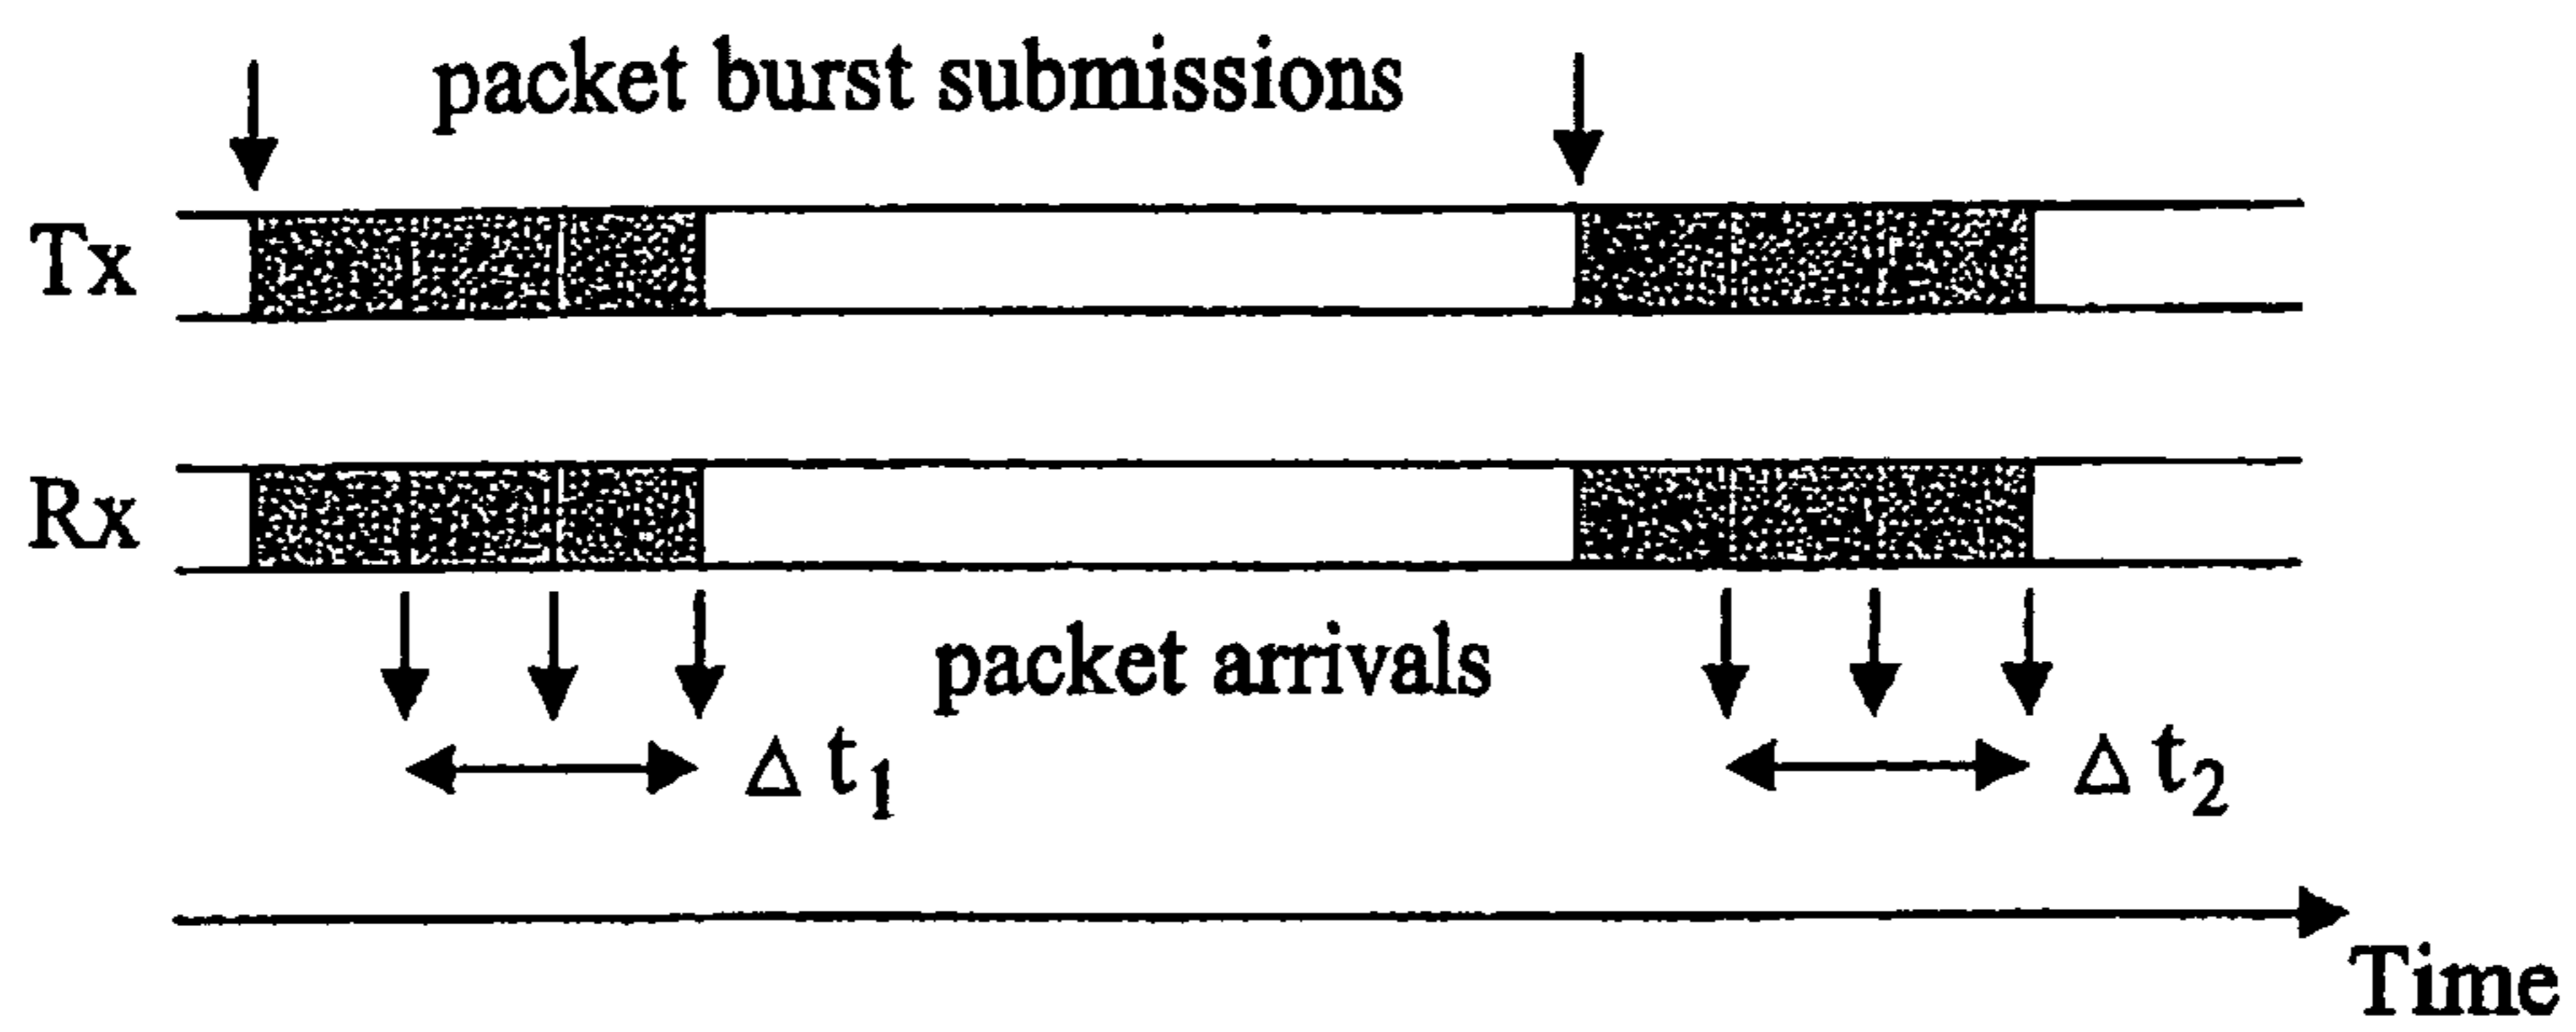 packet burst submissions
Tx
Rx
packet arrivals
Δ t₁
Δ t₂
Time